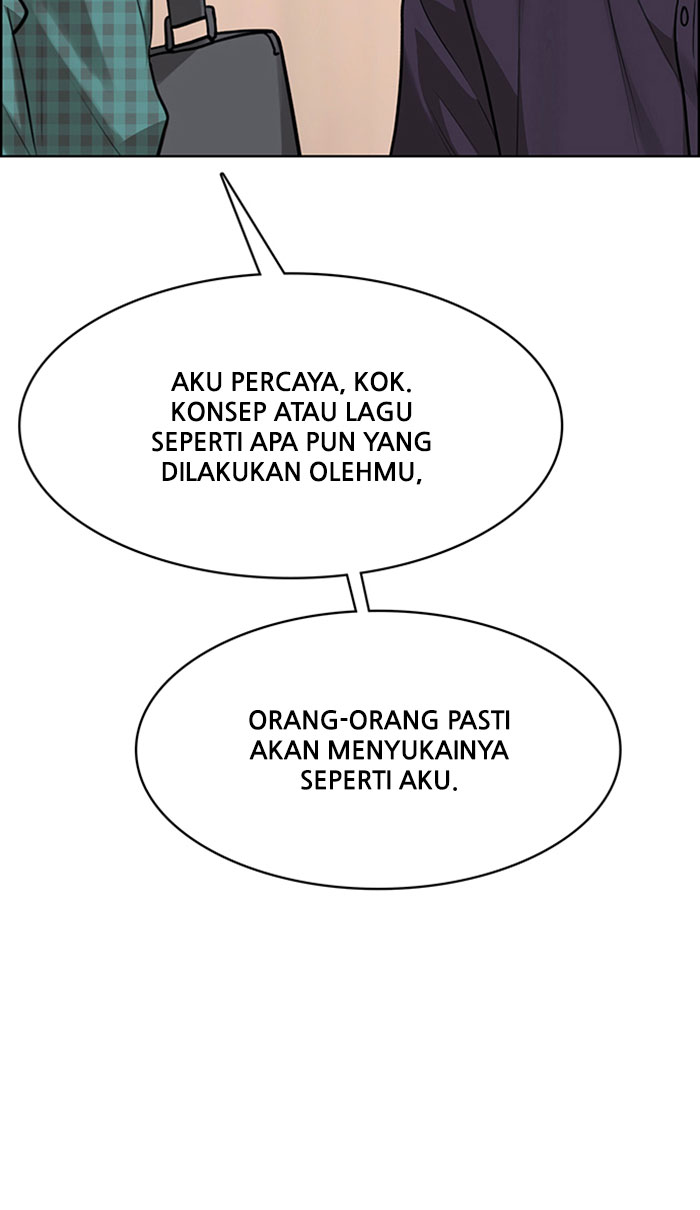 AKU PERCAYA, KOK.
KONSEP ATAU LAGU
SEPERTI APA PUN YANG
DILAKUKAN OLEHMU,
ORANG-ORANG PASTI
AKAN MENYUKAINYA
SEPERTI AKU.